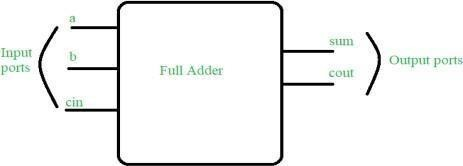 a
Input
ports
b
cin
Full Adder
sum
cout
Output ports